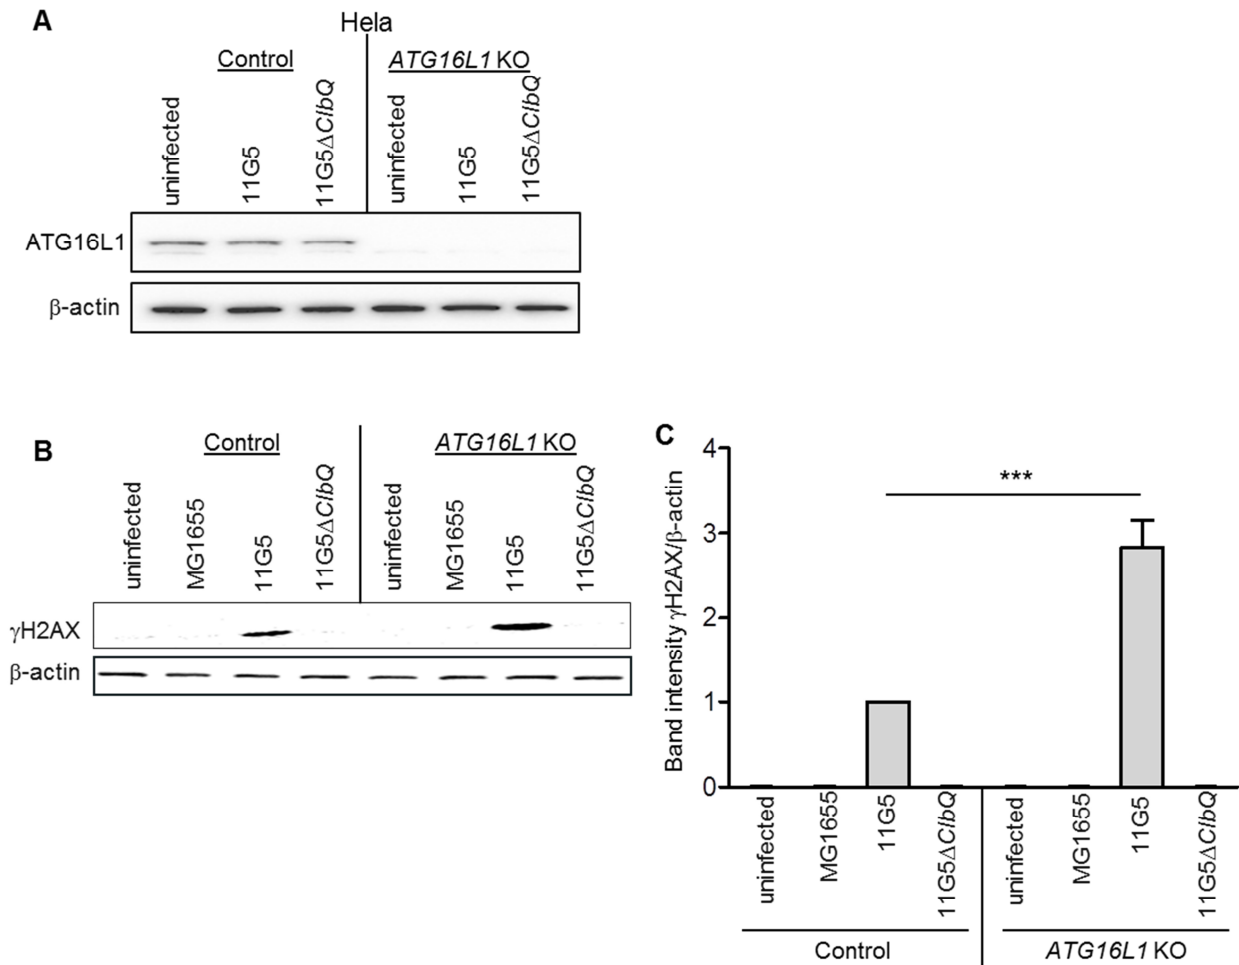 A
Hela
Control
ATG16L1 KO
uninfected
11G5
11G5ΔClbQ
uninfected
11G5
11G5ΔClbQ
ATG16L1
β-actin
B
Control
ATG16L1 KO
uninfected
MG1655
11G5
11G5ΔClbQ
uninfected
MG1655
11G5
11G5ΔClbQ
γH2AX
β-actin
C
Band intensity γH2AX/β-actin
4
3
2
1
0
***
uninfected
MG1655
11G5
11G5ΔClbQ
uninfected
MG1655
11G5
11G5ΔClbQ
Control
ATG16L1 KO